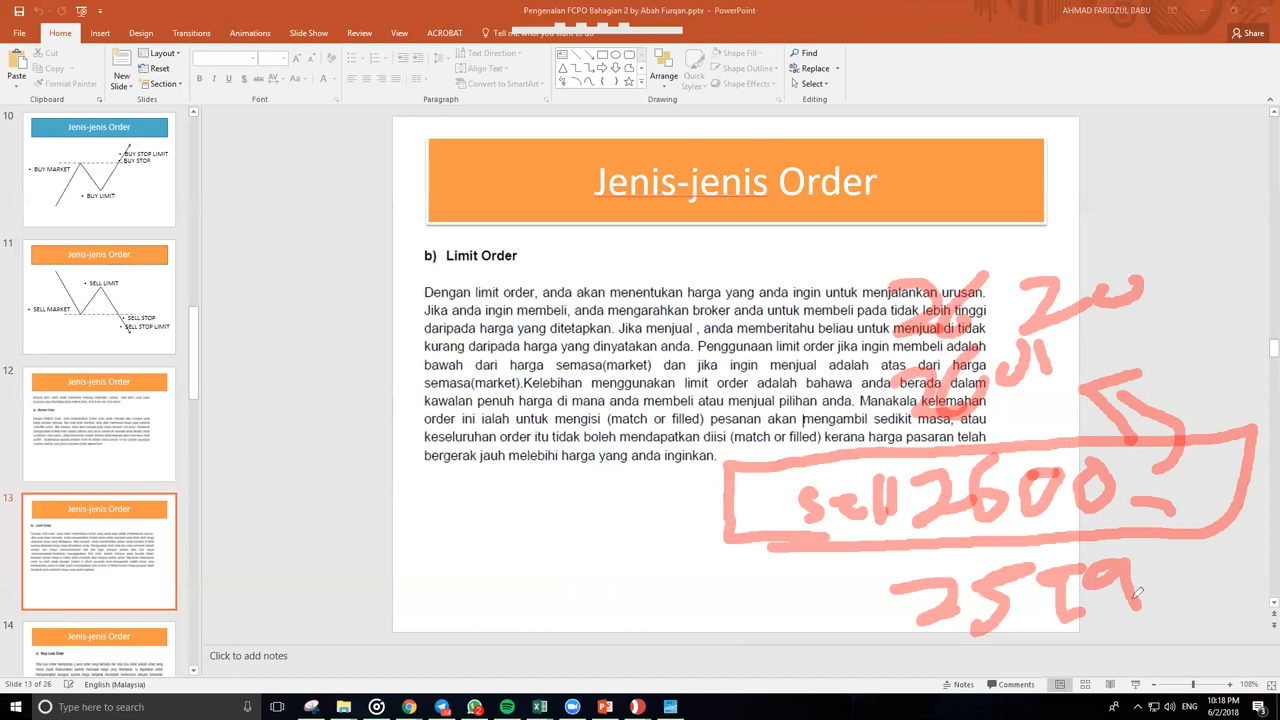 Pengenalan FCPO Bahagian 2 by Abah Furqan.pptx - PowerPoint
AHMAD FARIDZUL BABU
File Home Insert Design Transitions Animations Slide Show Review View ACROBAT Tell me what you want to do...
Share
Cut
Copy
Format Painter
Paste
Clipboard
New Slide
Layout
Reset
Section
Slides
Font
Text Direction
Align Text
Convert to SmartArt
Paragraph
Arrange
Quick Styles
Shape Fill
Shape Outline
Shape Effects
Drawing
Find
Replace
Select
Editing
10
Jenis-jenis Order
BUY STOP LIMIT
BUY STOP
BUY MARKET
BUY LIMIT
11
Jenis-jenis Order
SELL LIMIT
SELL MARKET
SELL STOP
SELL STOP LIMIT
12
Jenis-jenis Order
13
Jenis-jenis Order
14
Jenis-jenis Order
Jenis-jenis Order
b) Limit Order
Dengan limit order, anda akan menentukan harga yang anda ingin untuk menjalankan urusan.
Jika anda ingin membeli, anda mengarahkan broker anda untuk membeli pada tidak lebih tinggi
daripada harga yang ditetapkan. Jika menjual , anda memberitahu beliau untuk menjual di tidak
kurang daripada harga yang dinyatakan anda. Penggunaan limit order jika ingin membeli adalah
bawah dari harga semasa(market) dan jika ingin menjual adalah atas dari harga
semasa(market).Kelebihan menggunakan limit order adalah bahawa anda berada dalam
kawalan penuh harga di mana anda membeli atau menjual pilihan anda. Manakala kelemahan
order ini ialah untuk mengisi (match or filled) pesanan akan mengambil sedikit masa, atau
keseluruhan order itu tidak boleh mendapatkan diisi (match or filled) kerana harga pasaran telah
bergerak jauh melebihi harga yang anda inginkan.
sell 2600
Click to add notes
Slide 13 of 26
English (Malaysia)
Notes
Comments
108%
Type here to search
10:18 PM
6/2/2018